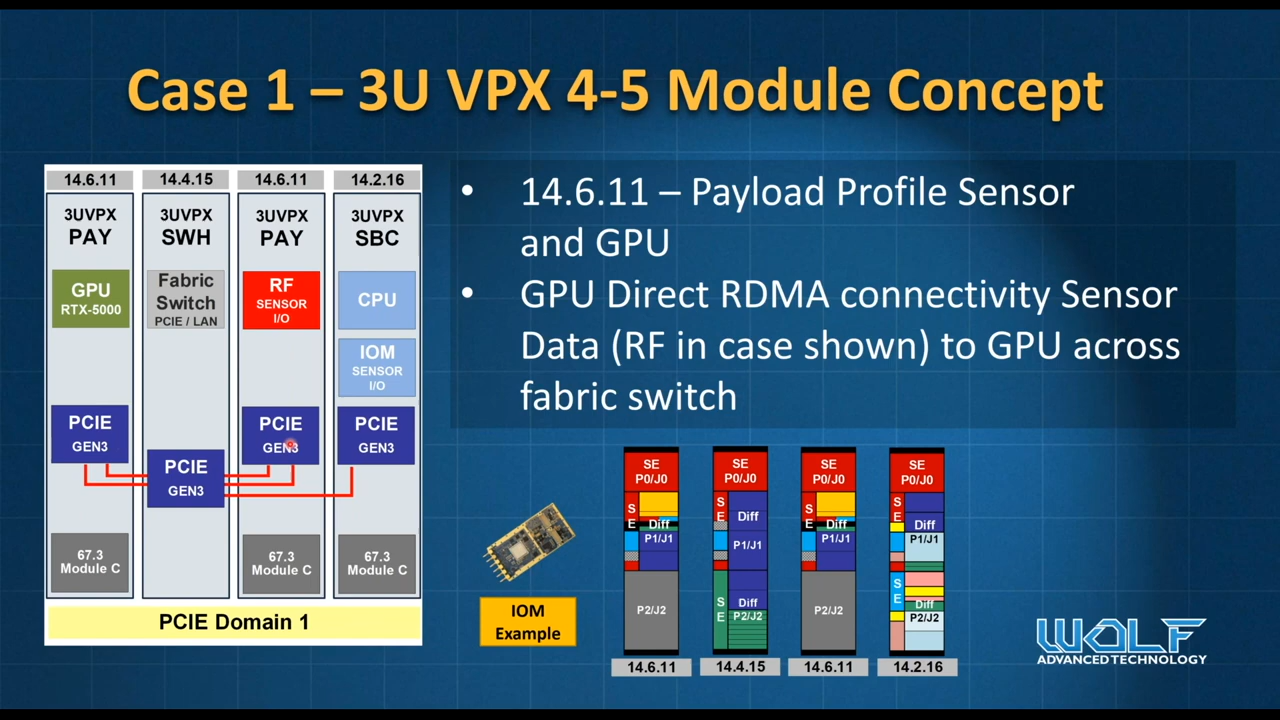 Case 1 – 3U VPX 4-5 Module Concept
14.6.11
14.4.15
14.6.11
14.2.16
3UVPX
PAY
3UVPX
SWH
3UVPX
PAY
3UVPX
SBC
GPU
RTX-5000
Fabric
Switch
PCIE / LAN
RF
SENSOR
I/O
CPU
IOM
SENSOR
I/O
PCIE
GEN3
PCIE
GEN3
PCIE
GEN3
PCIE
GEN3
67.3
Module C
67.3
Module C
67.3
Module C
PCIE Domain 1
• 14.6.11 – Payload Profile Sensor
and GPU
• GPU Direct RDMA connectivity Sensor
Data (RF in case shown) to GPU across
fabric switch
IOM
Example
SE
P0/J0
S
E
Diff
P1/J1
P2/J2
14.6.11
SE
P0/J0
S
E
Diff
P1/J1
S
E
Diff
P2/J2
14.4.15
SE
P0/J0
S
E
Diff
P1/J1
P2/J2
14.6.11
SE
P0/J0
S
E
Diff
P1/J1
S
E
Diff
P2/J2
14.2.16
WOLF
ADVANCED TECHNOLOGY